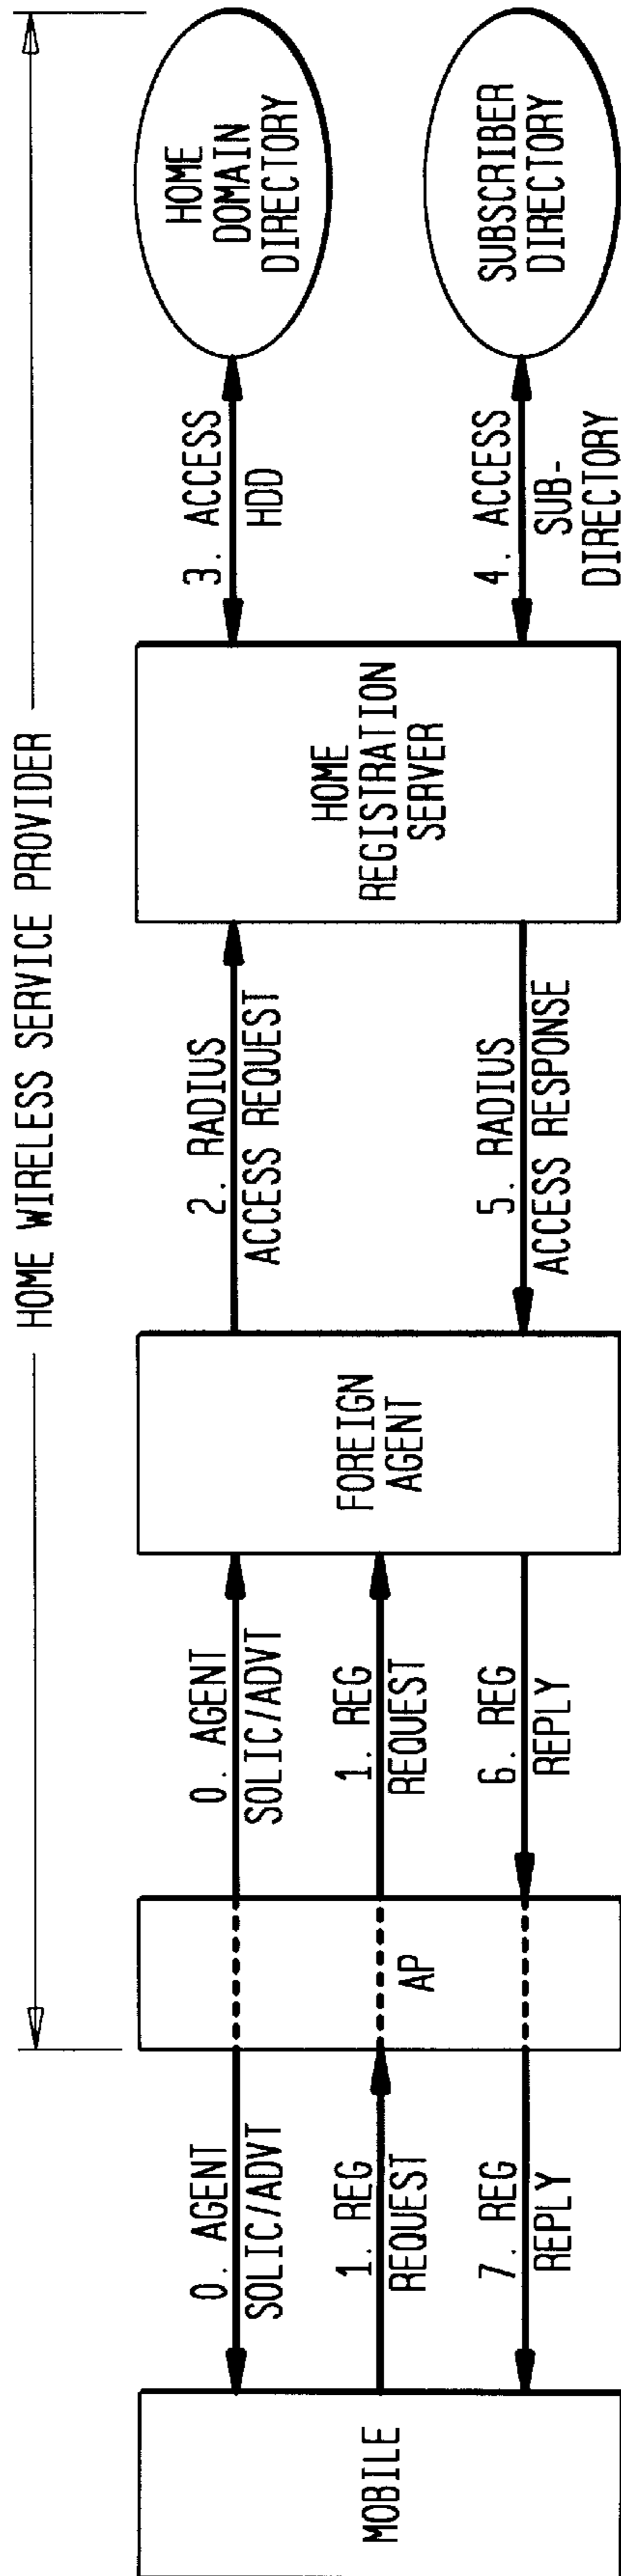 HOME WIRELESS SERVICE PROVIDER
MOBILE
0. AGENT
SOLIC/ADVT
1. REG
REQUEST
7. REG
REPLY
AP
0. AGENT
SOLIC/ADVT
1. REG
REQUEST
6. REG
REPLY
FOREIGN
AGENT
2. RADIUS
ACCESS REQUEST
5. RADIUS
ACCESS RESPONSE
HOME
REGISTRATION
SERVER
3. ACCESS
HDD
4. ACCESS
SUB-
DIRECTORY
HOME
DOMAIN
DIRECTORY
SUBSCRIBER
DIRECTORY